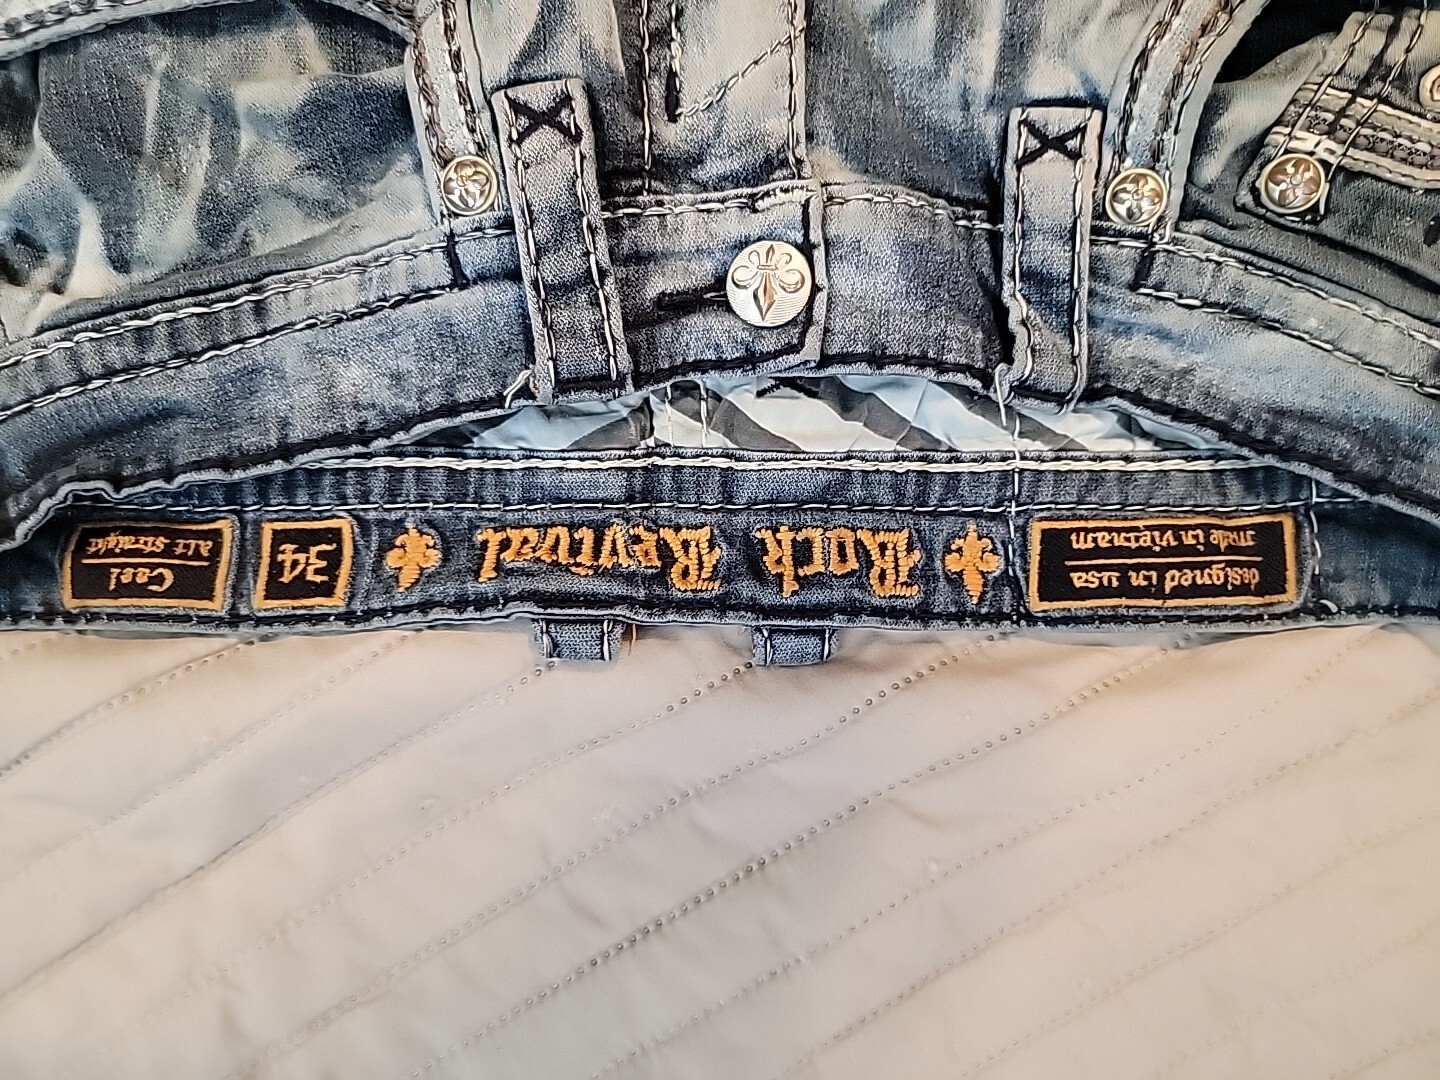 designed in usa
made in vietnam
Rock Revival
34
Cael
alt straight